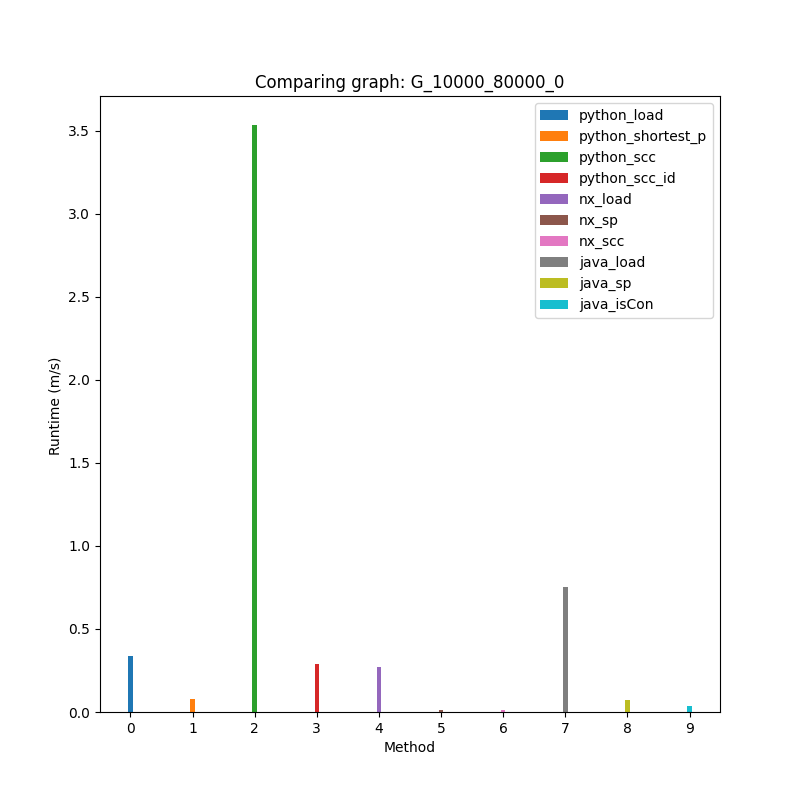 Comparing graph: G_10000_80000_0
python_load
python_shortest_p
python_scc
python_scc_id
nx_load
nx_sp
nx_scc
java_load
java_sp
java_isCon
Runtime (m/s)
3.5
3.0
2.5
2.0
1.5
1.0
0.5
0.0
0 1 2 3 4 5 6 7 8 9
Method